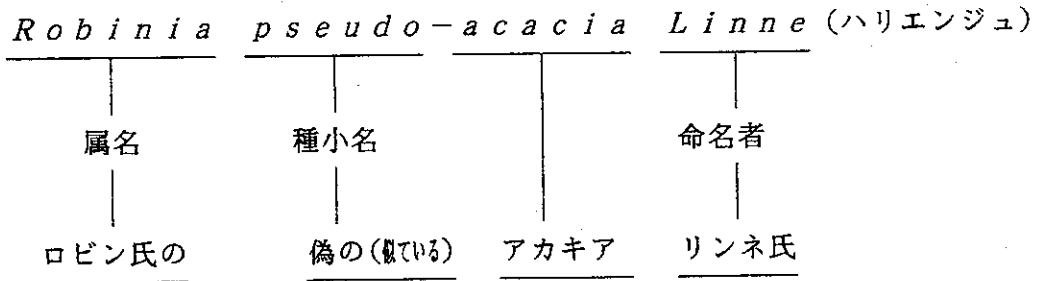 Robinia pseudo-acacia Linne (ハリエンジュ)
属名 種小名 命名者
ロビン氏の 偽の(似ている) アカキア リンネ氏